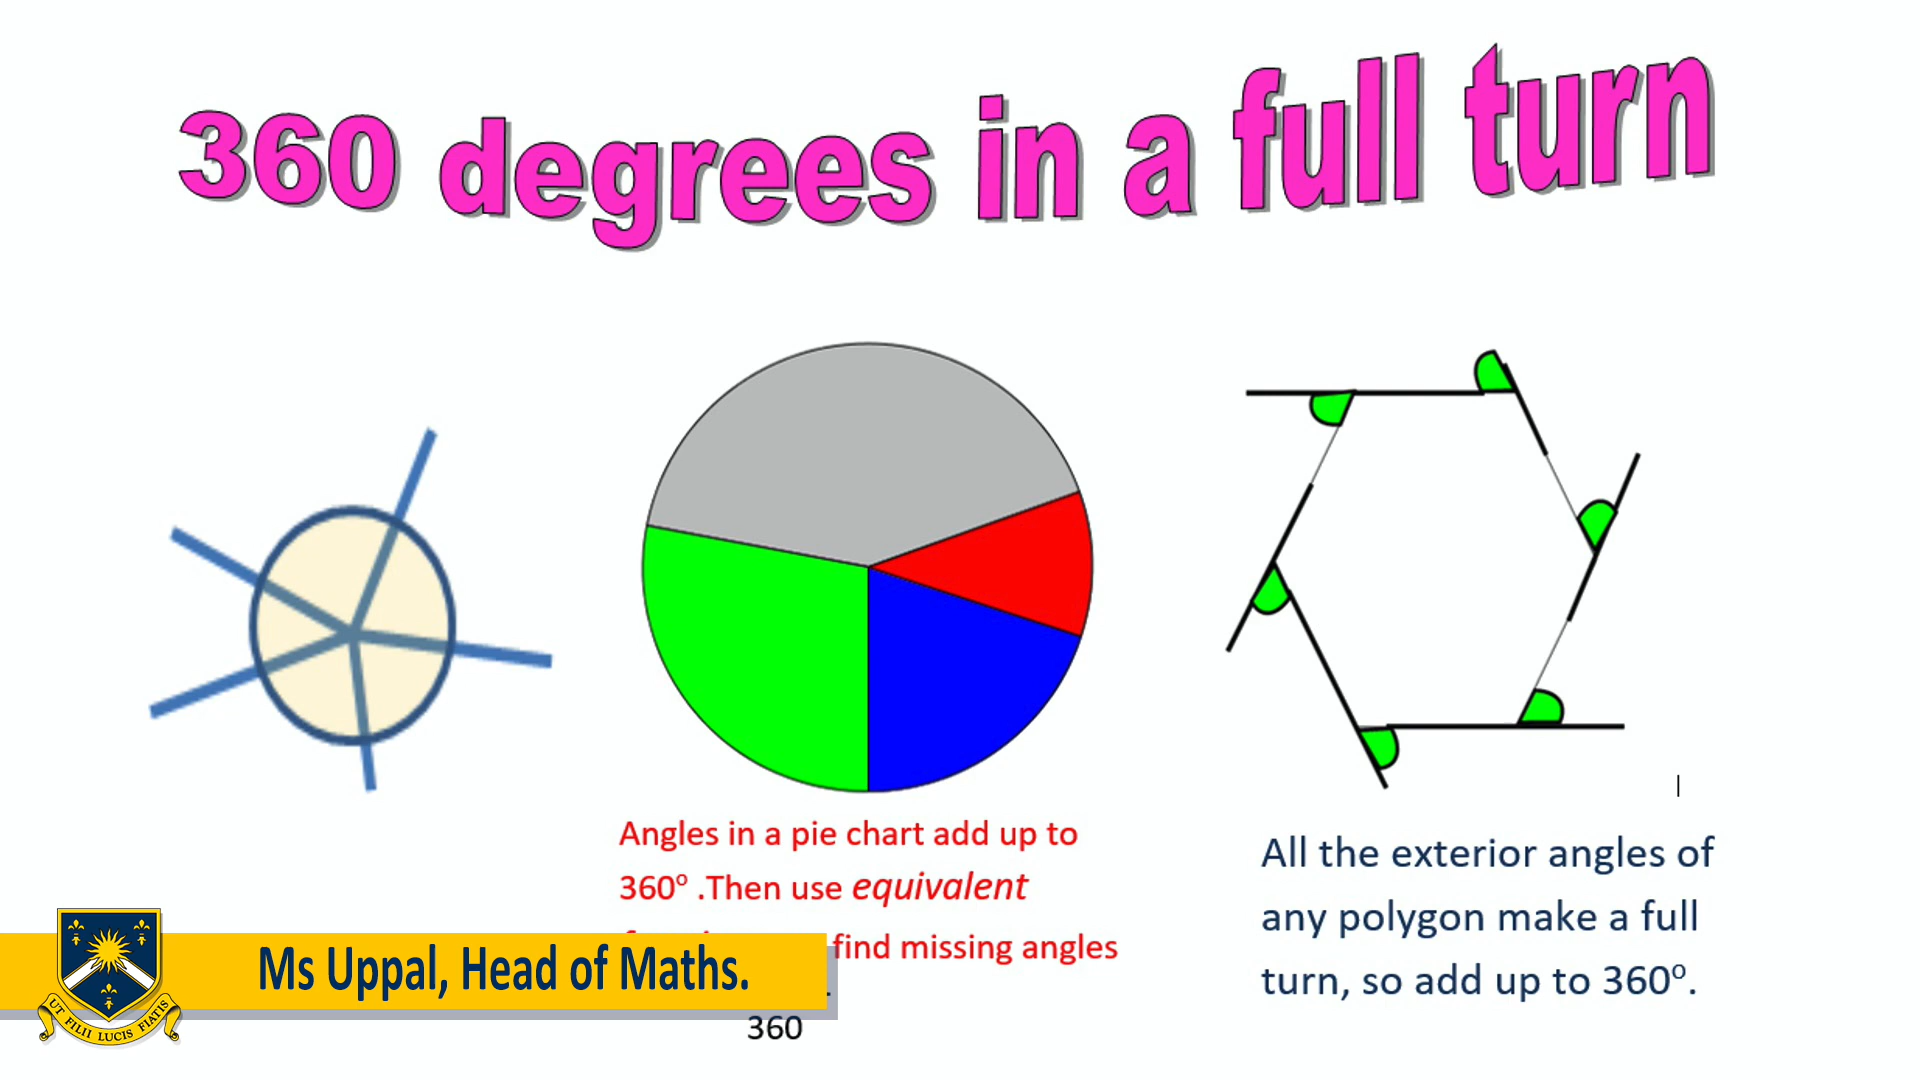 360 degrees in a full turn
Angles in a pie chart add up to
360º .Then use equivalent
find missing angles
360
All the exterior angles of
any polygon make a full
turn, so add up to 360º.
Ms Uppal, Head of Maths.
UT FILII LUCIS FIATIS